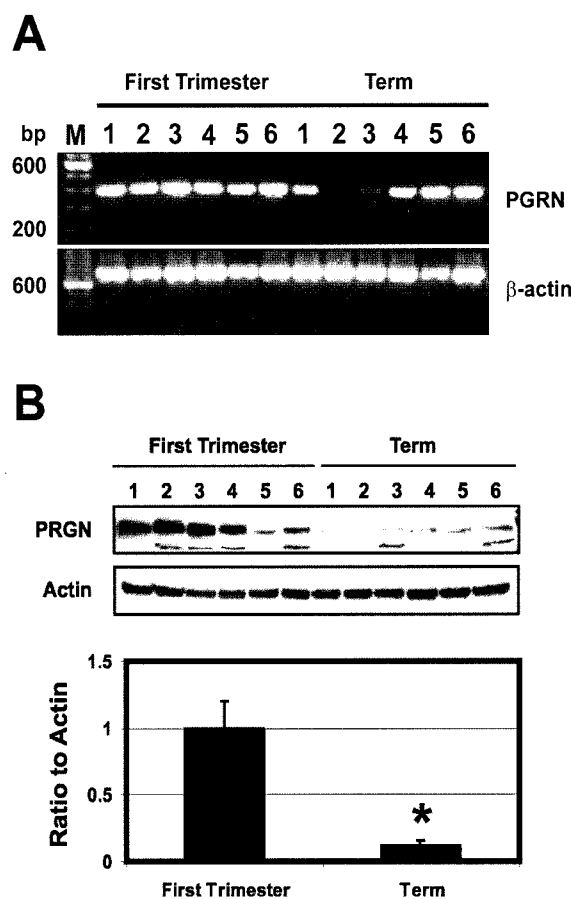 A
First Trimester Term
bp M 1 2 3 4 5 6 1 2 3 4 5 6
600
PGRN
200
600
β-actin
B
First Trimester Term
1 2 3 4 5 6 1 2 3 4 5 6
PRGN
Actin
1.5
1
0.5
0
Ratio to Actin
*
First Trimester Term